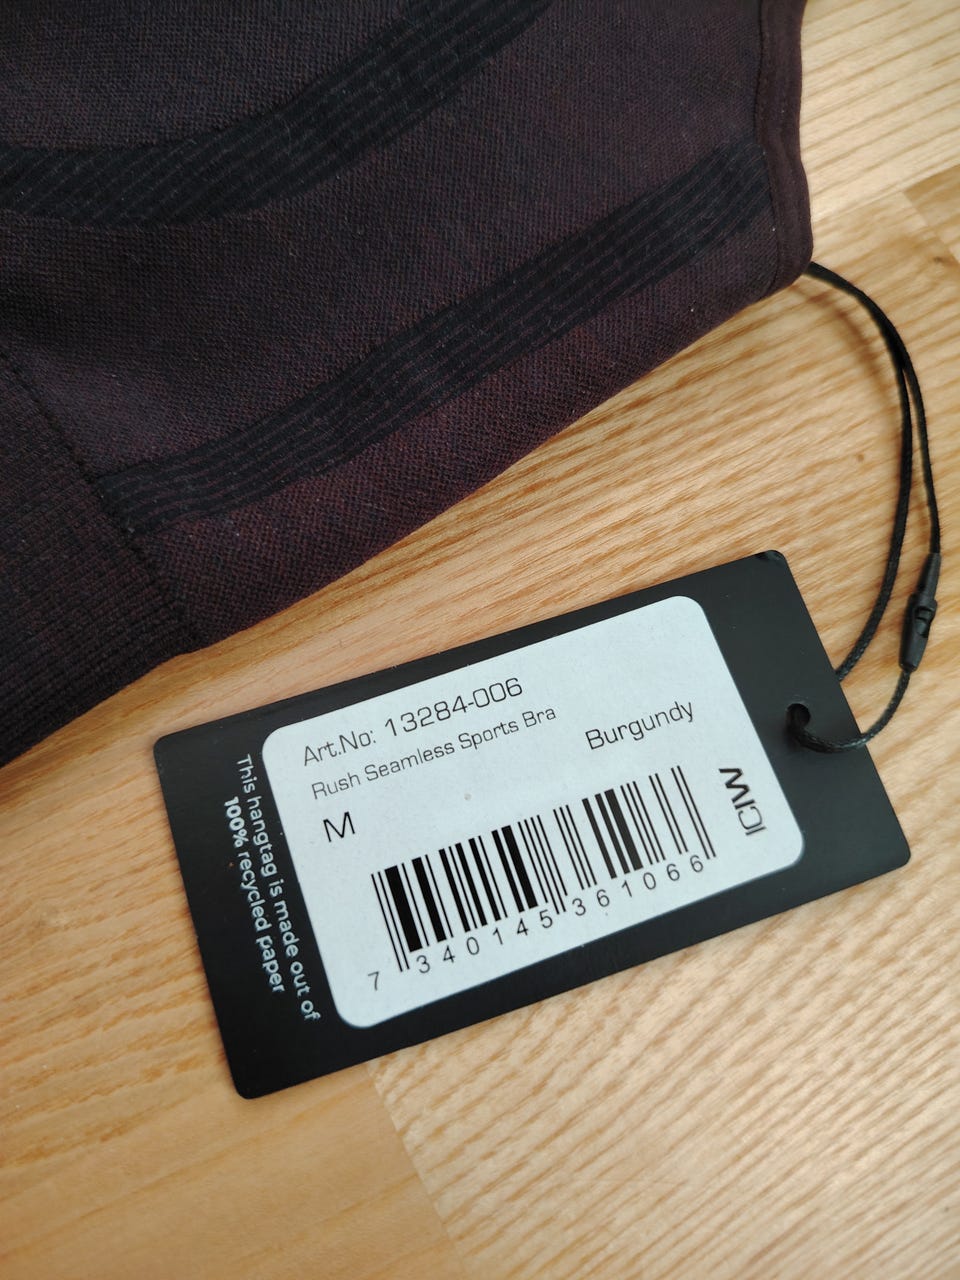 Art.No: 13284-006
Rush Seamless Sports Bra
Burgundy
M
ICIW
7 340145 361066
This hangtag is made out of
100% recycled paper